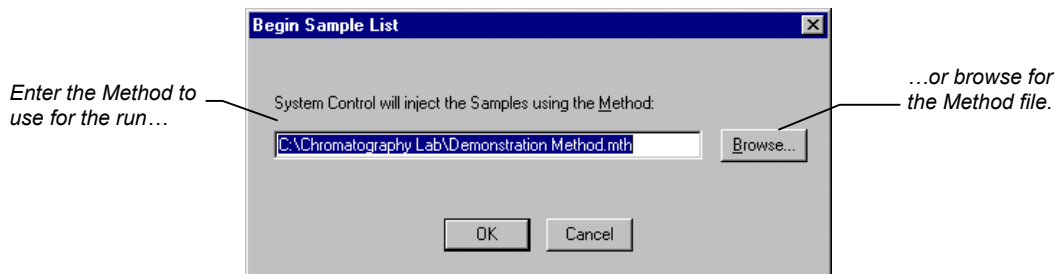 Begin Sample List
Enter the Method to
use for the run…
System Control will inject the Samples using the Method:
C:\Chromatography Lab\Demonstration Method.mth
Browse...
…or browse for
the Method file.
OK
Cancel